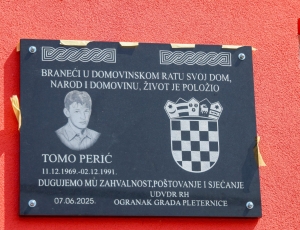 BRANEĆI U DOMOVINSKOM RATU SVOJ DOM,
NAROD I DOMOVINU, ŽIVOT JE POLOŽIO
TOMO PERIĆ
11.12.1969.-02.12.1991.
DUGUJEMO MU ZAHVALNOST,POŠTOVANJE I SJEĆANJE
UDVDR RH
07.06.2025. OGRANAK GRADA PLETERNICE